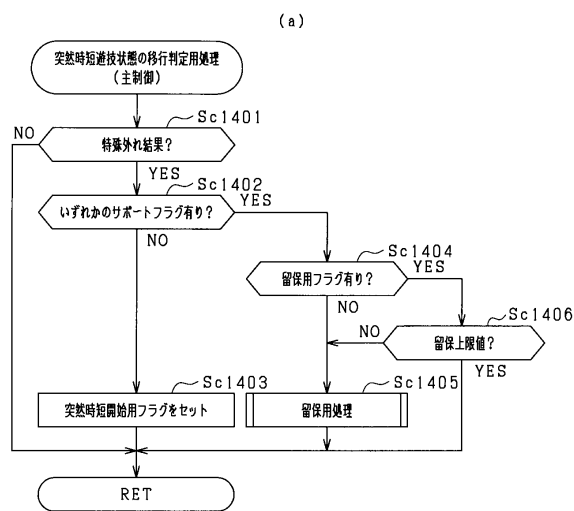 (a)
突然時短遊技状態の移行判定用処理
(主制御)
Sc1401
NO
特殊外れ結果?
YES
Sc1402
いずれかのサポートフラグ有り?
YES
NO
Sc1404
留保用フラグ有り?
YES
NO
Sc1406
NO
留保上限値?
YES
Sc1403
突然時短開始用フラグをセット
Sc1405
留保用処理
RET